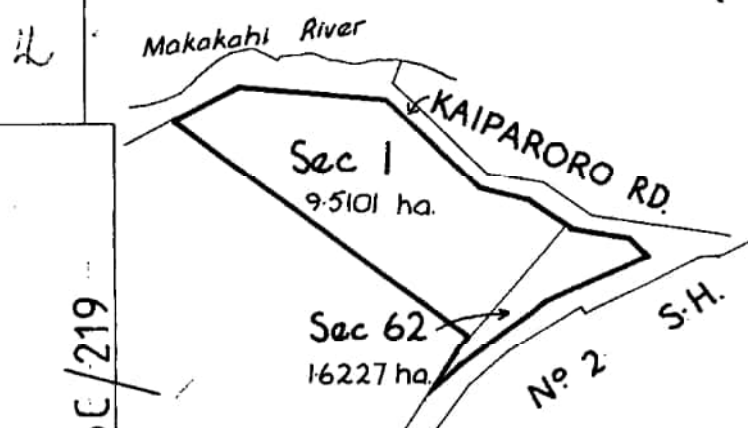 Makakahi River
KAIPARORO RD.
Sec 1
9.5101 ha.
Sec 62
1.6227 ha.
Nº 2 S.H.
C/219